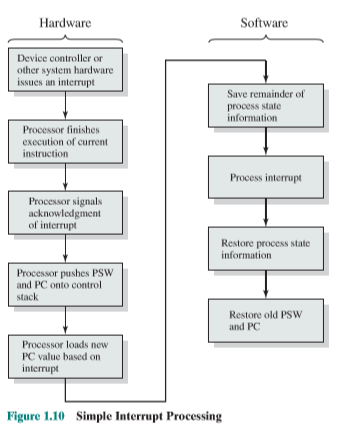 Hardware
Device controller or
other system hardware
issues an interrupt
Processor finishes
execution of current
instruction
Processor signals
acknowledgment
of interrupt
Processor pushes PSW
and PC onto control
stack
Processor loads new
PC value based on
interrupt
Software
Save remainder of
process state
information
Process interrupt
Restore process state
information
Restore old PSW
and PC
Figure 1.10 Simple Interrupt Processing